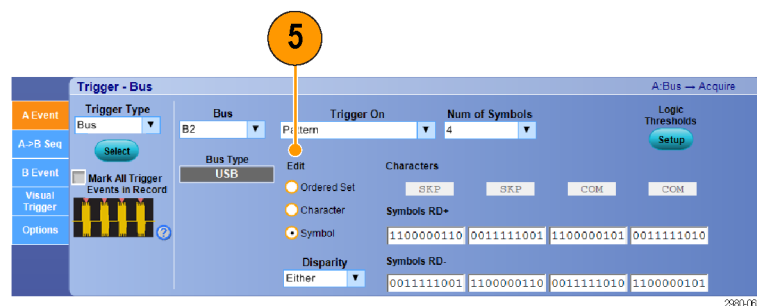 5
Trigger - Bus
A:Bus → Acquire
A Event
A->B Seq
B Event
Visual
Trigger
Options
Trigger Type
Bus
Select
Mark All Trigger
Events in Record
Bus
B2
Bus Type
USB
Trigger On
Pattern
Num of Symbols
4
Logic
Thresholds
Setup
Edit
Ordered Set
Character
Symbol
Disparity
Either
Characters
SKP SKP COM COM
Symbols RD+
1100000110 0011111001 1100000101 0011111010
Symbols RD-
0011111001 1100000110 0011111010 1100000101